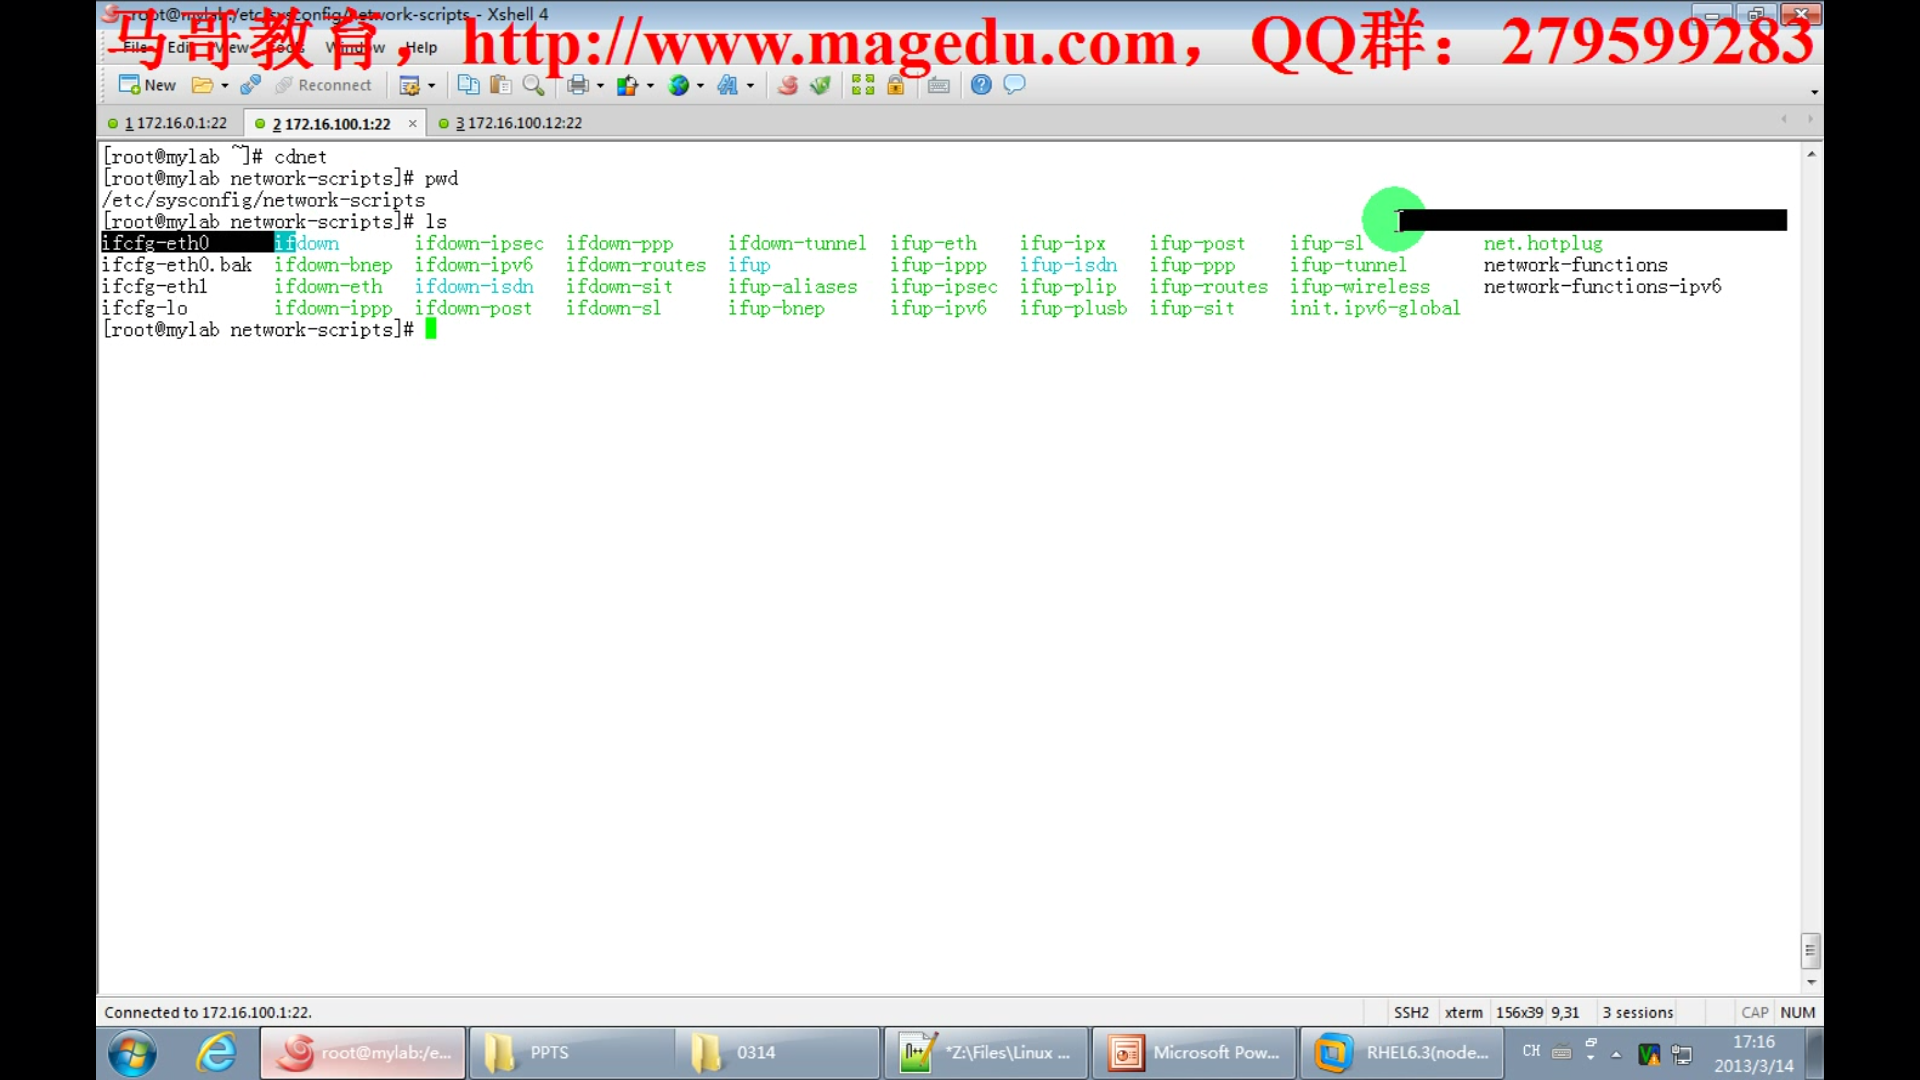 root@mylab:/etc/sysconfig/network-scripts - Xshell 4
马哥教育，http://www.magedu.com，QQ群：279599283
File Edit View Tools Window Help
New Reconnect
1 172.16.0.1:22 2 172.16.100.1:22 × 3 172.16.100.12:22
[root@mylab ~]# cdnet
[root@mylab network-scripts]# pwd
/etc/sysconfig/network-scripts
[root@mylab network-scripts]# ls
ifcfg-eth0 ifdown ifdown-ipsec ifdown-ppp ifdown-tunnel ifup-eth ifup-ipx ifup-post ifup-sl net.hotplug
ifcfg-eth0.bak ifdown-bnep ifdown-ipv6 ifdown-routes ifup ifup-ippp ifup-isdn ifup-ppp ifup-tunnel network-functions
ifcfg-eth1 ifdown-eth ifdown-isdn ifdown-sit ifup-aliases ifup-ipsec ifup-plip ifup-routes ifup-wireless network-functions-ipv6
ifcfg-lo ifdown-ippp ifdown-post ifdown-sl ifup-bnep ifup-ipv6 ifup-plusb ifup-sit init.ipv6-global
[root@mylab network-scripts]#
Connected to 172.16.100.1:22. SSH2 xterm 156x39 9,31 3 sessions CAP NUM
root@mylab:/e... PPTS 0314 *Z:\Files\Linux ... Microsoft Pow... RHEL6.3(node... CH 17:16
2013/3/14